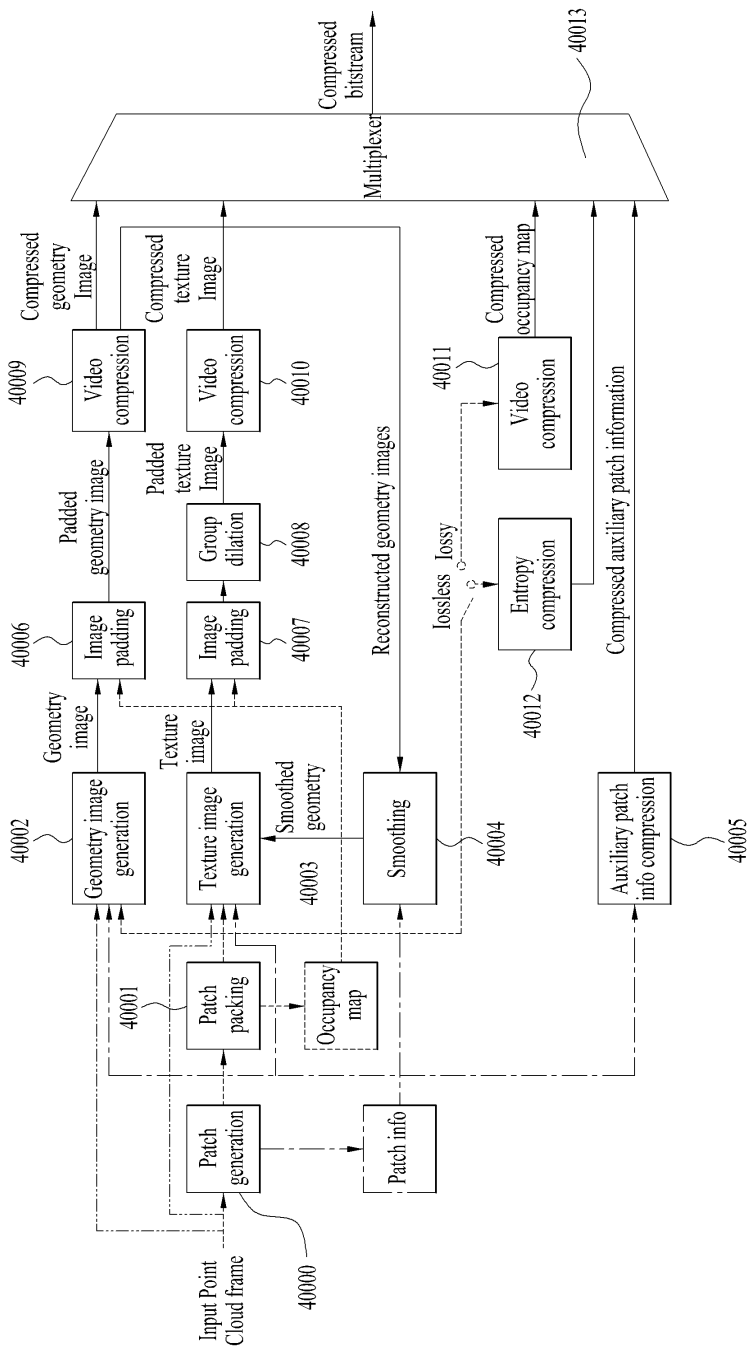 Input Point
Cloud frame
40000
Patch
generation
Patch info
40001
Patch
packing
Occupancy
map
40002
Geometry image
generation
Geometry
image
40006
Image
padding
Padded
geometry image
40009
Video
compression
Compressed
geometry
Image
Texture image
generation
40003
Texture
image
Image
padding
40007
Group
dilation
40008
Padded
texture
Image
Video
compression
40010
Compressed
texture
Image
Smoothed
geometry
Smoothing
40004
Reconstructed geometry images
lossless
lossy
40012
Entropy
compression
40011
Video
compression
Compressed
occupancy map
Auxiliary patch
info compression
40005
Compressed auxiliary patch information
Multiplexer
40013
Compressed
bitstream